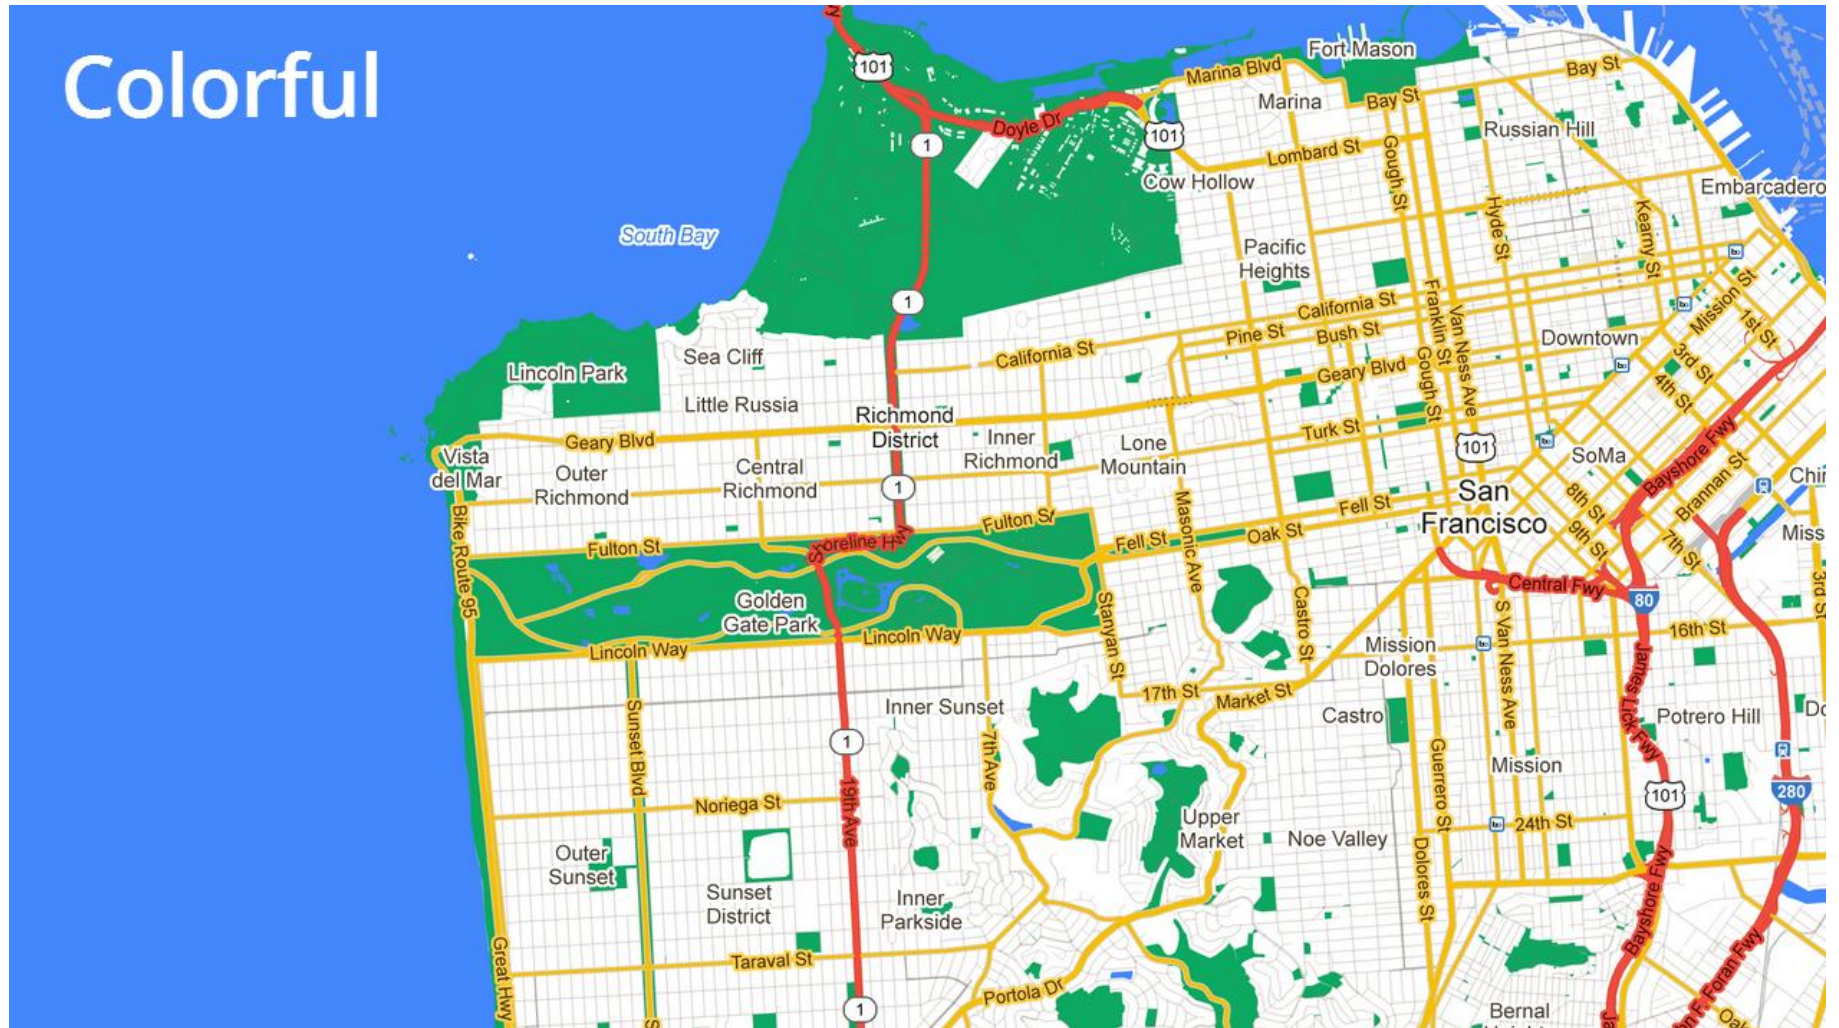 Colorful
101
Fort Mason
Marina Blvd
Bay St
Marina
Bay St
Doyle Dr
101
Russian Hill
1
Lombard St
Gough St
Cow Hollow
Embarcadero
Hyde St
Kearny St
South Bay
Pacific
Heights
Mission St
1
California St
Franklin St
Van Ness Ave
1st St
Pine St
Bush St
Downtown
Sea Cliff
California St
Gough St
3rd St
Lincoln Park
Geary Blvd
4th St
Little Russia
Richmond
District
Turk St
Geary Blvd
Inner
Richmond
Lone
Mountain
101
SoMa
Bayshore Fwy
Vista
del Mar
Outer
Richmond
Central
Richmond
1
San
Francisco
8th St
Brannan St
Fell St
Masonic Ave
Bike Route 95
Fulton St
Fulton St
Shoreline Hwy
Fell St
Oak St
9th St
7th St
3rd St
Central Fwy
80
Golden
Gate Park
Stanyan St
Castro St
S Van Ness Ave
Lincoln Way
Lincoln Way
Mission
Dolores
16th St
James Lick Fwy
17th St
Market St
Sunset Blvd
Inner Sunset
Castro
Potrero Hill
1
7th Ave
Guerrero St
Mission
101
280
Noriega St
19th Ave
Upper
Market
Noe Valley
24th St
Outer
Sunset
Sunset
District
Inner
Parkside
Dolores St
Bayshore Fwy
Great Hwy
Taraval St
Portola Dr
Foran Fwy
1
Bernal